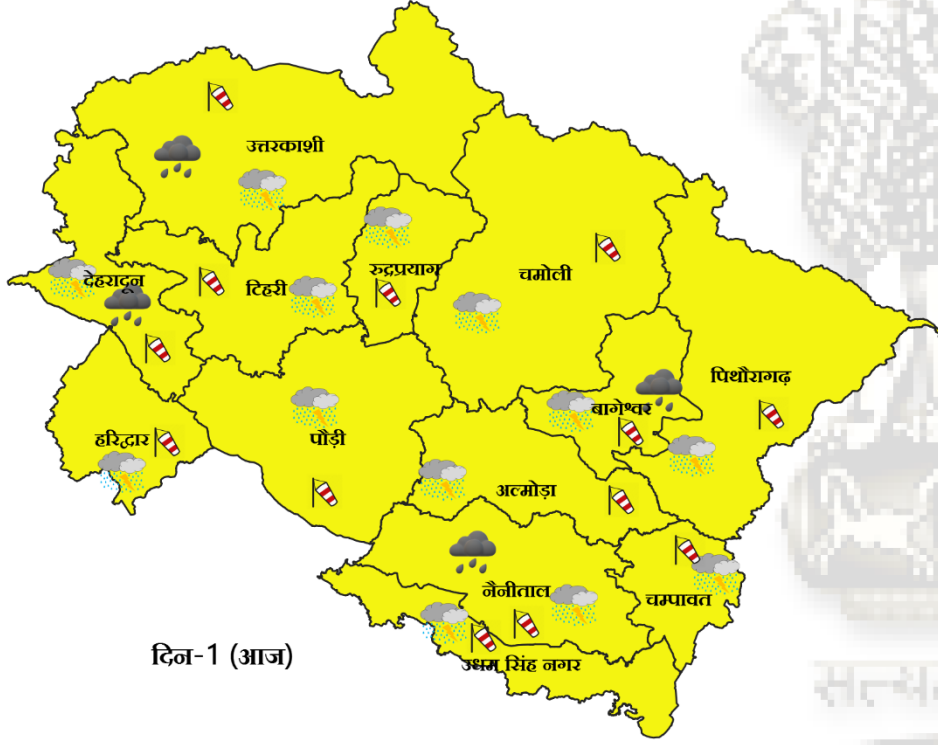 उत्तरकाशी
देहरादून
टिहरी
रुद्रप्रयाग
चमोली
पिथौरागढ़
हरिद्वार
पौड़ी
बागेश्वर
अल्मोड़ा
नैनीताल
चम्पावत
उधम सिंह नगर
दिन-1 (आज)